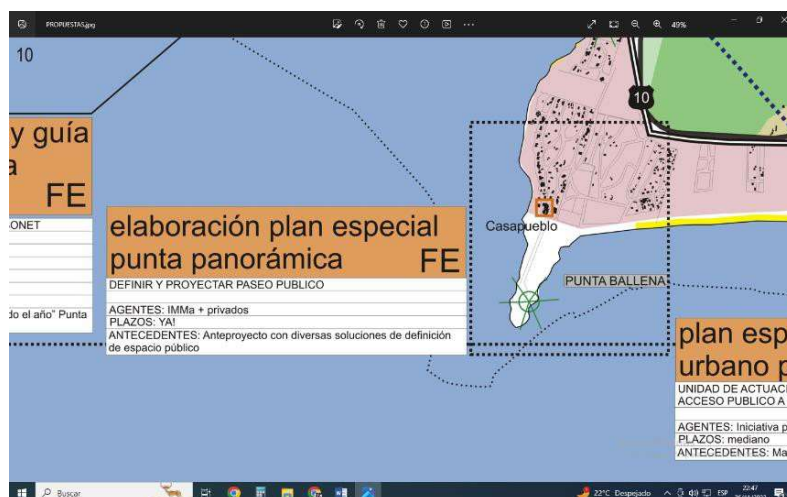 PROPUESTAS.jpg
49%
10
y guía
a
FE
elaboración plan especial
punta panorámica FE
DEFINIR Y PROYECTAR PASEO PUBLICO
AGENTES: IMMa + privados
PLAZOS: YA!
ANTECEDENTES: Anteproyecto con diversas soluciones de definición
de espacio público
ONET
do el año" Punta
10
Casapueblo
PUNTA BALLENA
plan esp
urbano p
UNIDAD DE ACTUAC
ACCESO PUBLICO A
AGENTES: Iniciativa p
PLAZOS: mediano
ANTECEDENTES: Ma
Buscar
22°C Despejado
ESP
22:47